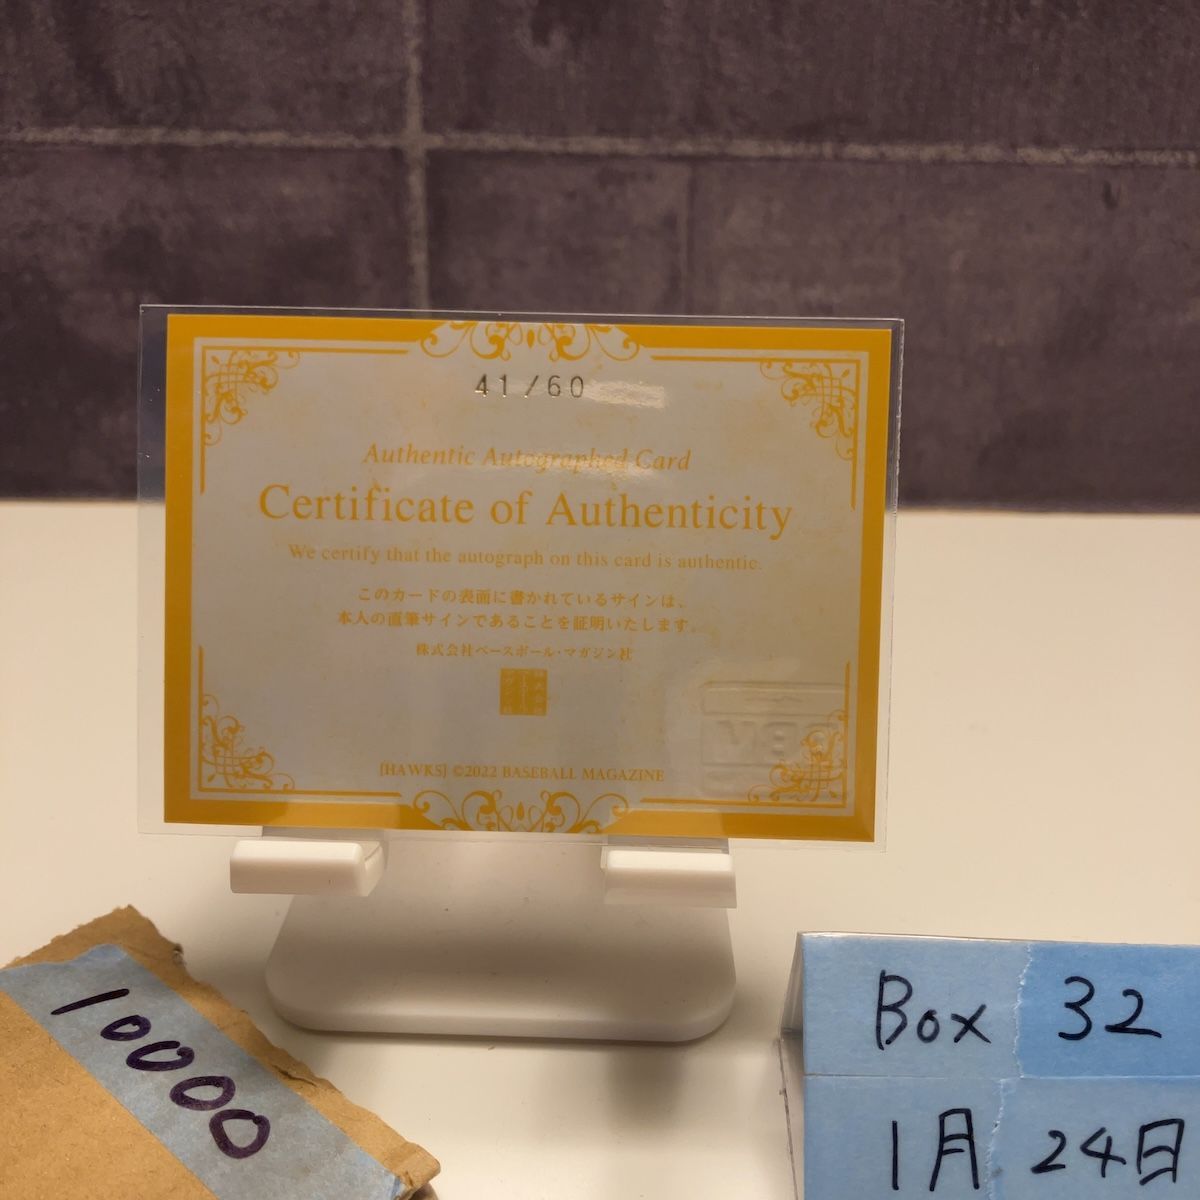 41/60
Authentic Autographed Card
Certificate of Authenticity
We certify that the autograph on this card is authentic.
このカードの表面に書かれているサインは、
本人の直筆サインであることを証明いたします。
株式会社ベースボール・マガジン社
[HAWKS] ©2022 BASEBALL MAGAZINE
10000
Box 32
1月 24日